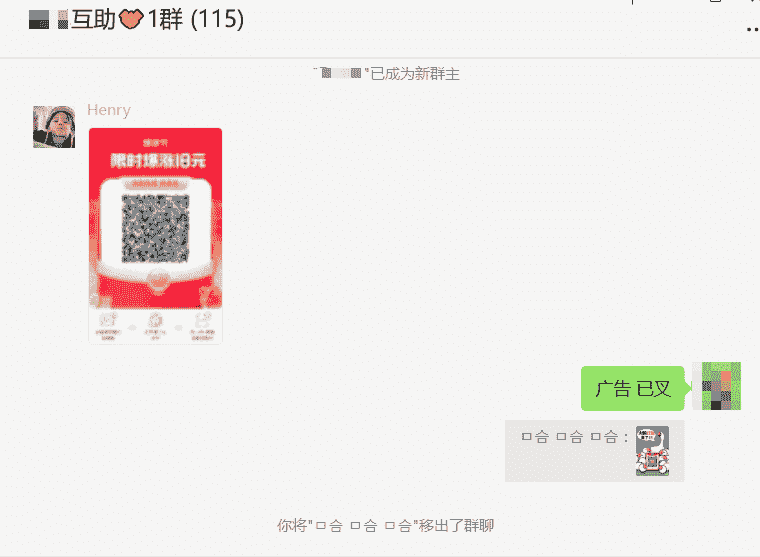 互助 1群 (115)
"已成为新群主
Henry
限时爆涨 元
广告 已叉
ㅁ合 ㅁ合 ㅁ合：
你将"ㅁ合 ㅁ合 ㅁ合"移出了群聊